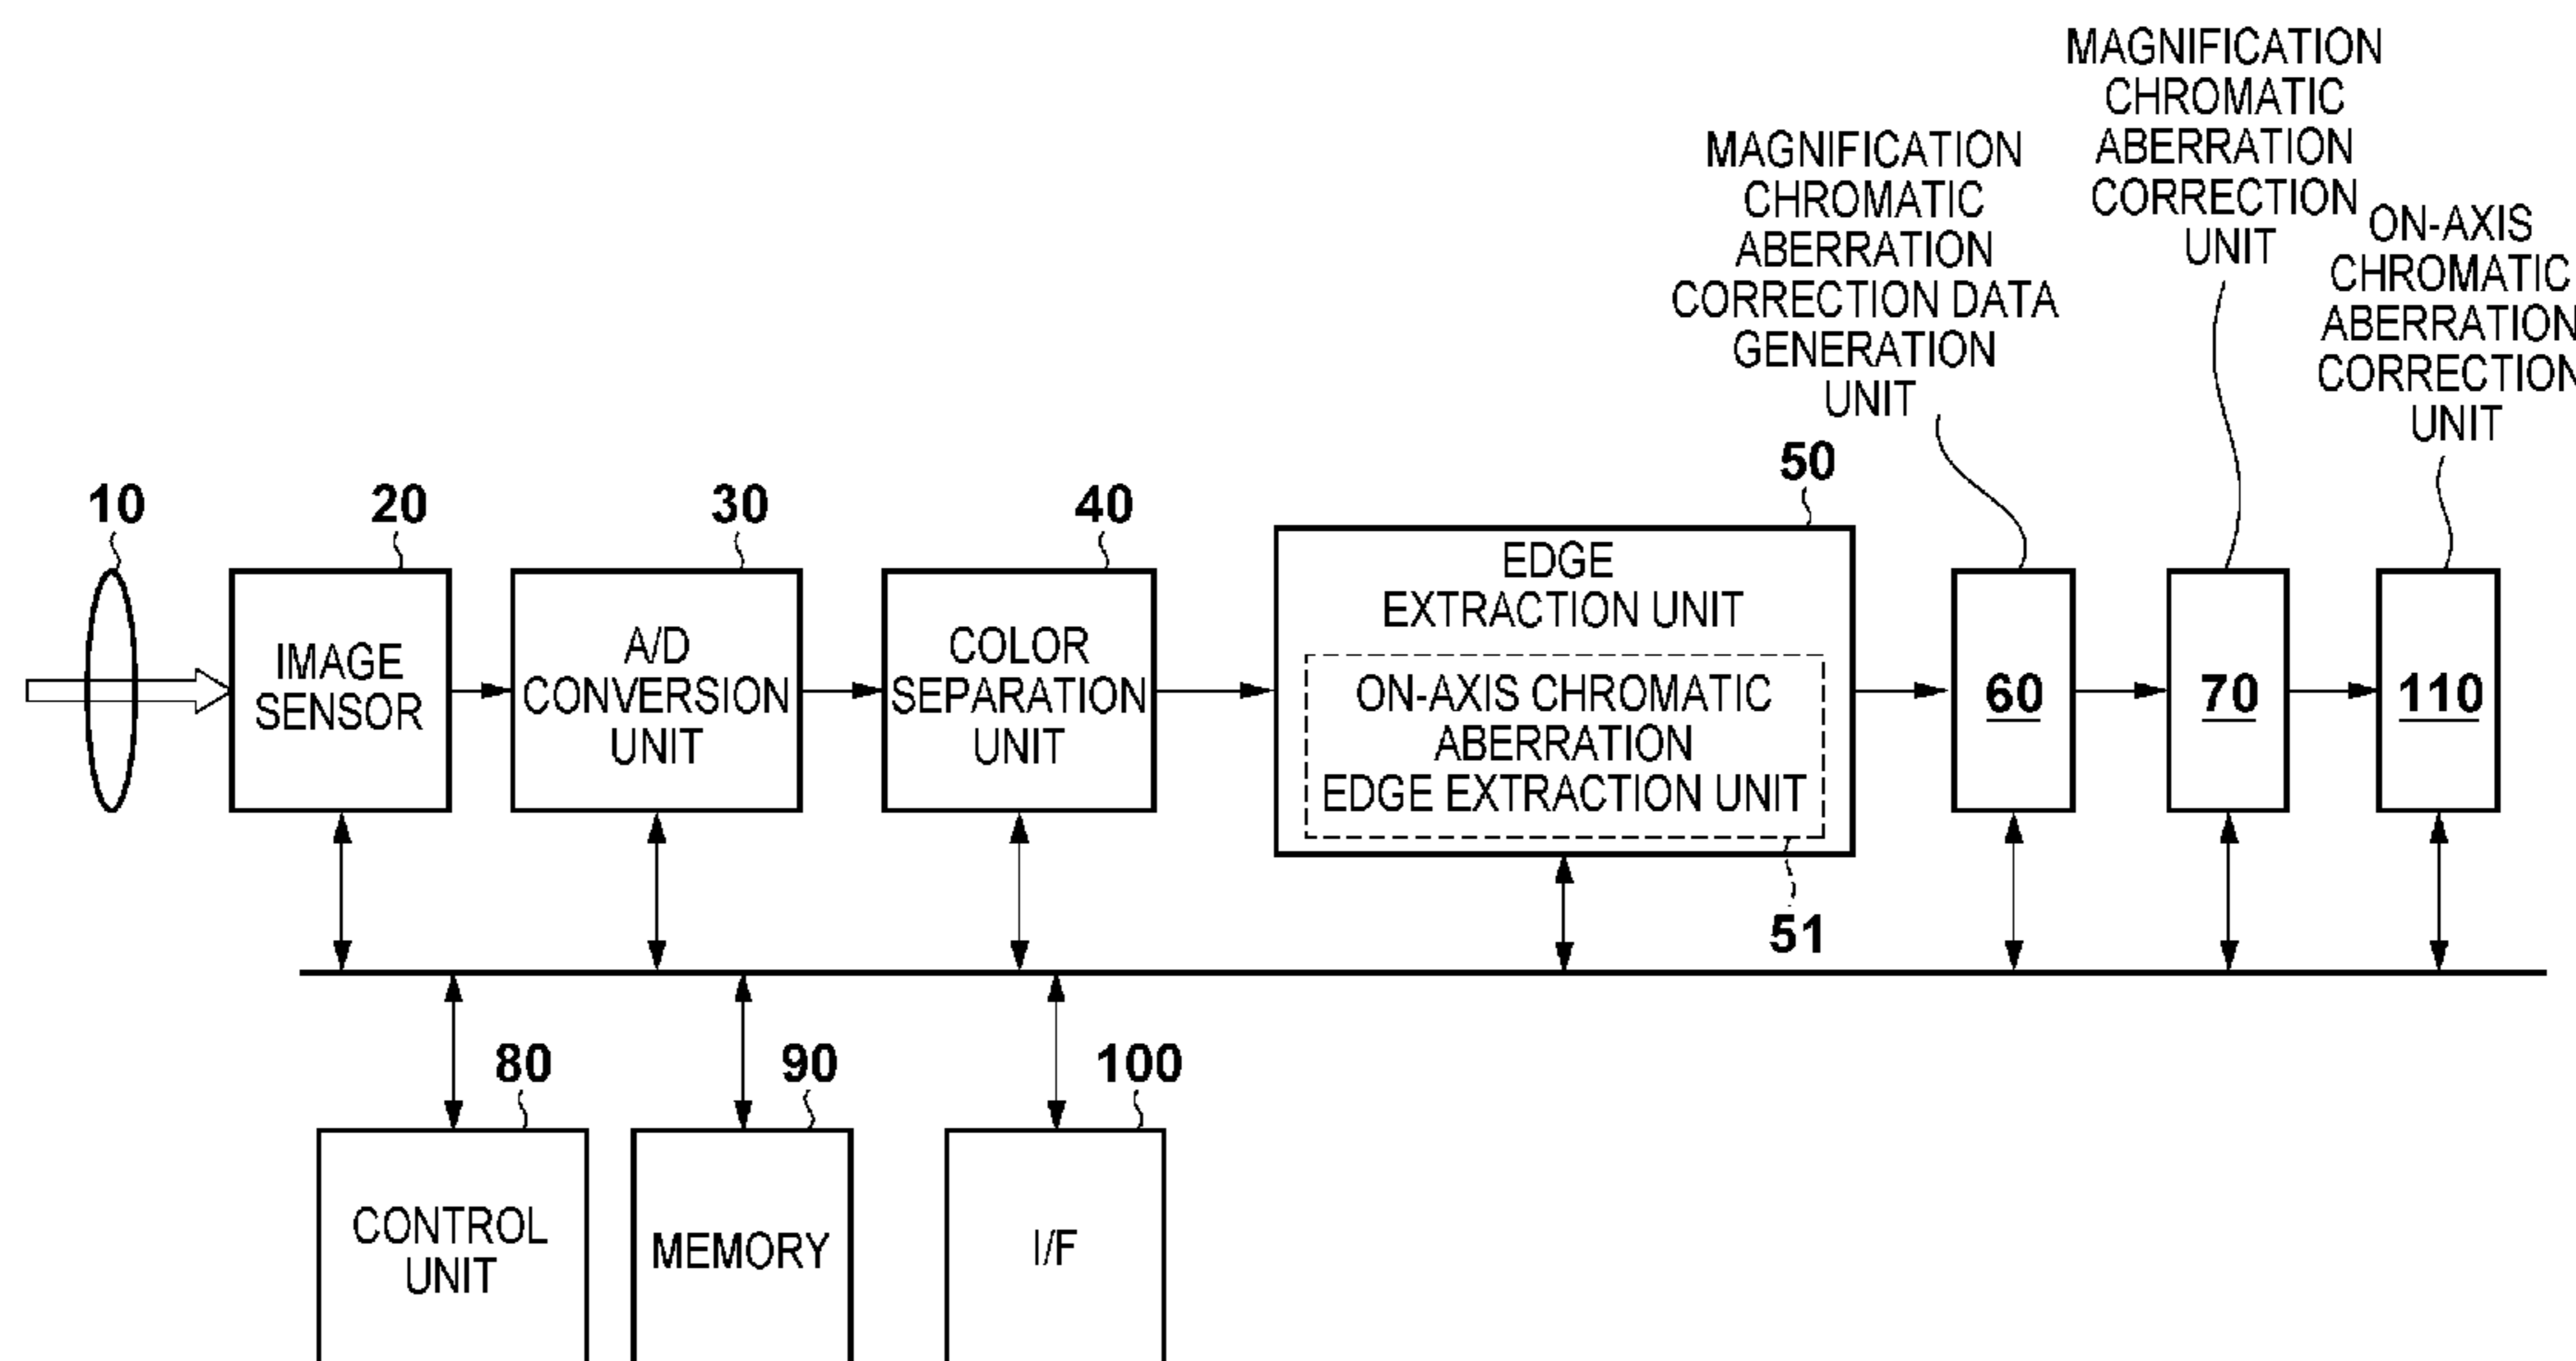 MAGNIFICATION
CHROMATIC
ABERRATION
CORRECTION
UNIT
MAGNIFICATION
CHROMATIC
ABERRATION
CORRECTION DATA
GENERATION
UNIT
ON-AXIS
CHROMATIC
ABERRATION
CORRECTION
UNIT
10
20
30
40
50
IMAGE
SENSOR
A/D
CONVERSION
UNIT
COLOR
SEPARATION
UNIT
EDGE
EXTRACTION UNIT
ON-AXIS CHROMATIC
ABERRATION
EDGE EXTRACTION UNIT
60
70
110
51
80
90
100
CONTROL
UNIT
MEMORY
I/F